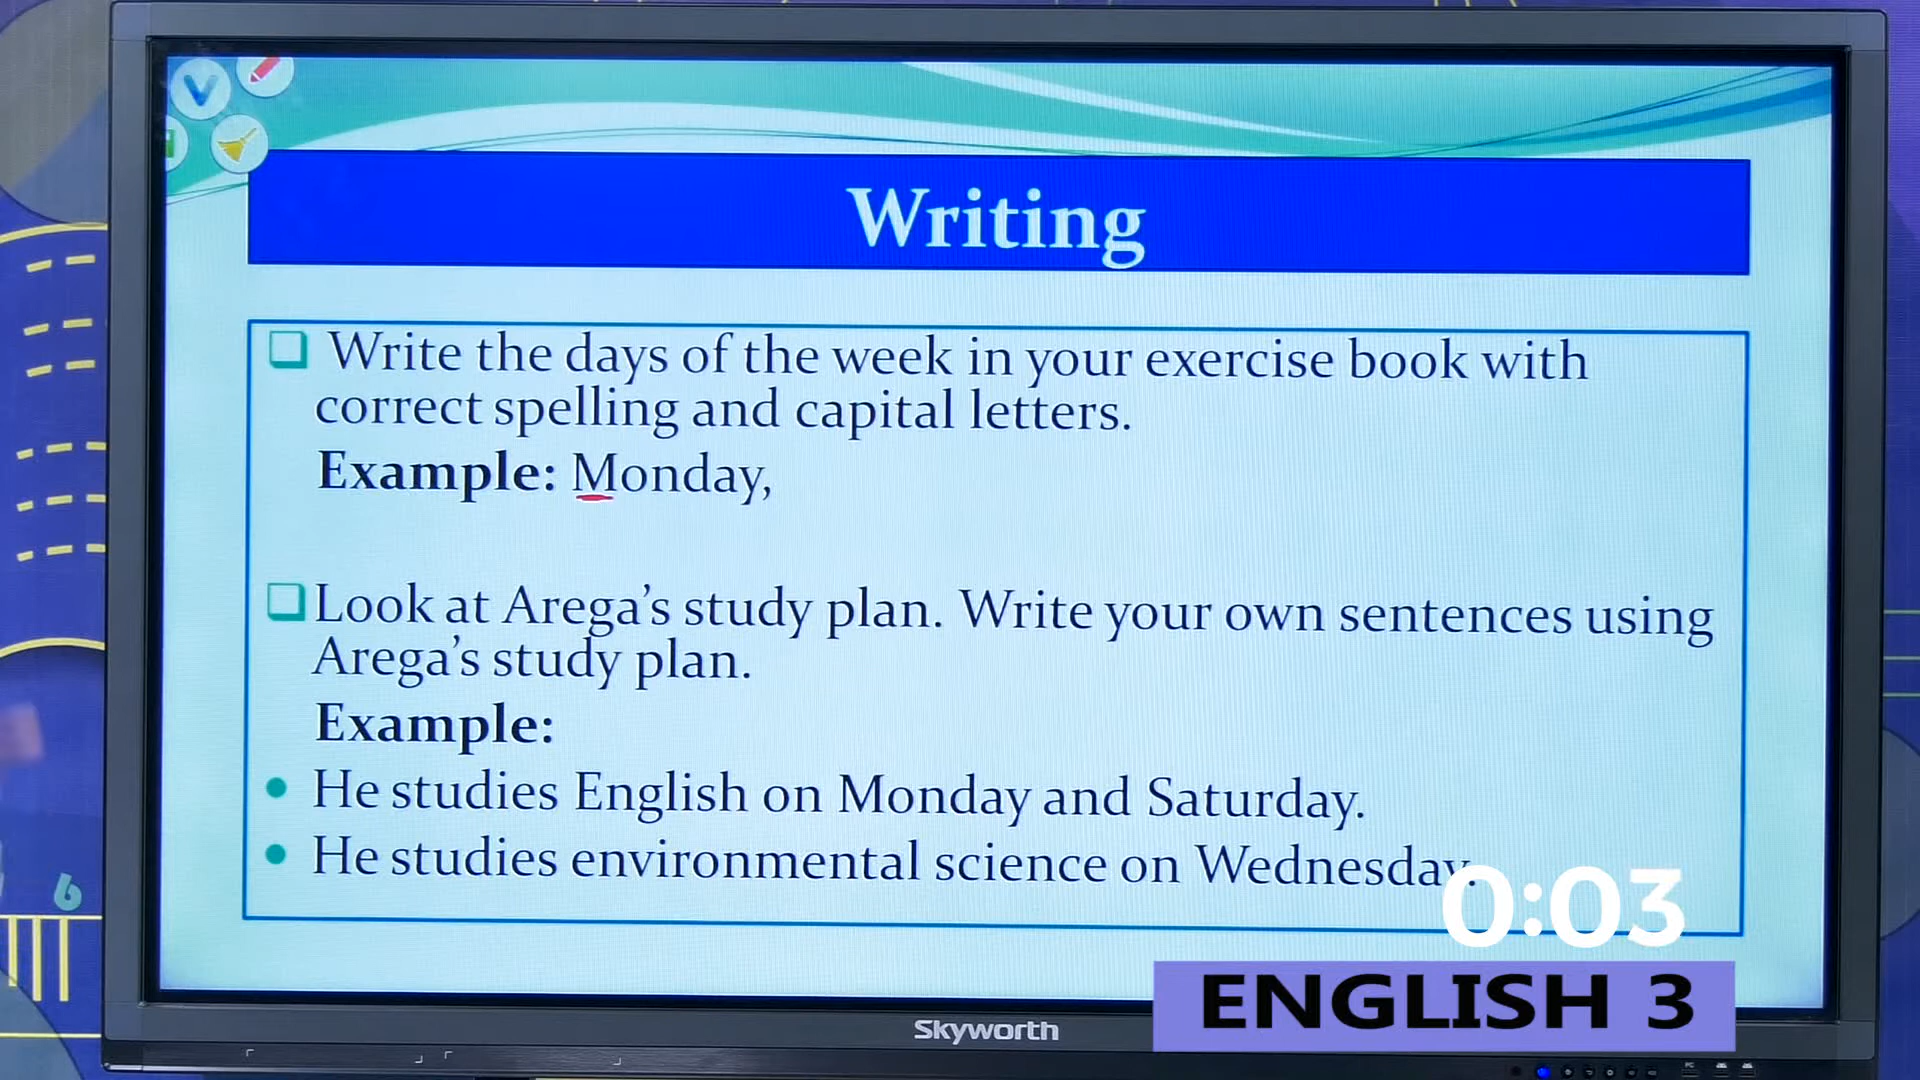 Writing
Write the days of the week in your exercise book with
correct spelling and capital letters.
Example: Monday,
Look at Arega's study plan. Write your own sentences using
Arega's study plan.
Example:
He studies English on Monday and Saturday.
He studies environmental science on Wednesday.
0:03
ENGLISH 3
Skyworth
6